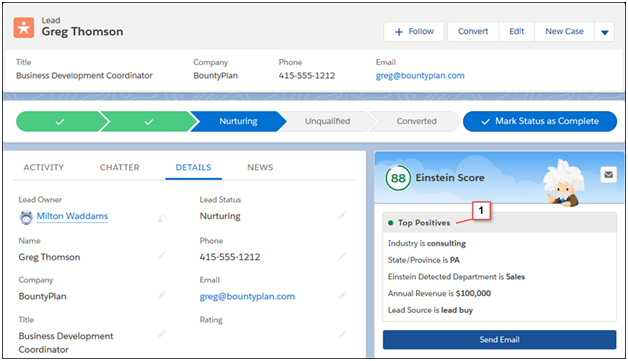 Lead
Greg Thomson
+ Follow
Convert
Edit
New Case
Title
Company
Phone
Email
Business Development Coordinator
BountyPlan
415-555-1212
greg@bountyplan.com
Nurturing
Unqualified
Converted
Mark Status as Complete
ACTIVITY
CHATTER
DETAILS
NEWS
Lead Owner
Milton Waddams
Lead Status
Nurturing
Name
Greg Thomson
Phone
415-555-1212
Company
BountyPlan
Email
greg@bountyplan.com
Title
Business Development
Coordinator
Rating
88
Einstein Score
1
Top Positives
Industry is consulting
State/Province is PA
Einstein Detected Department is Sales
Annual Revenue is $100,000
Lead Source is lead buy
Send Email